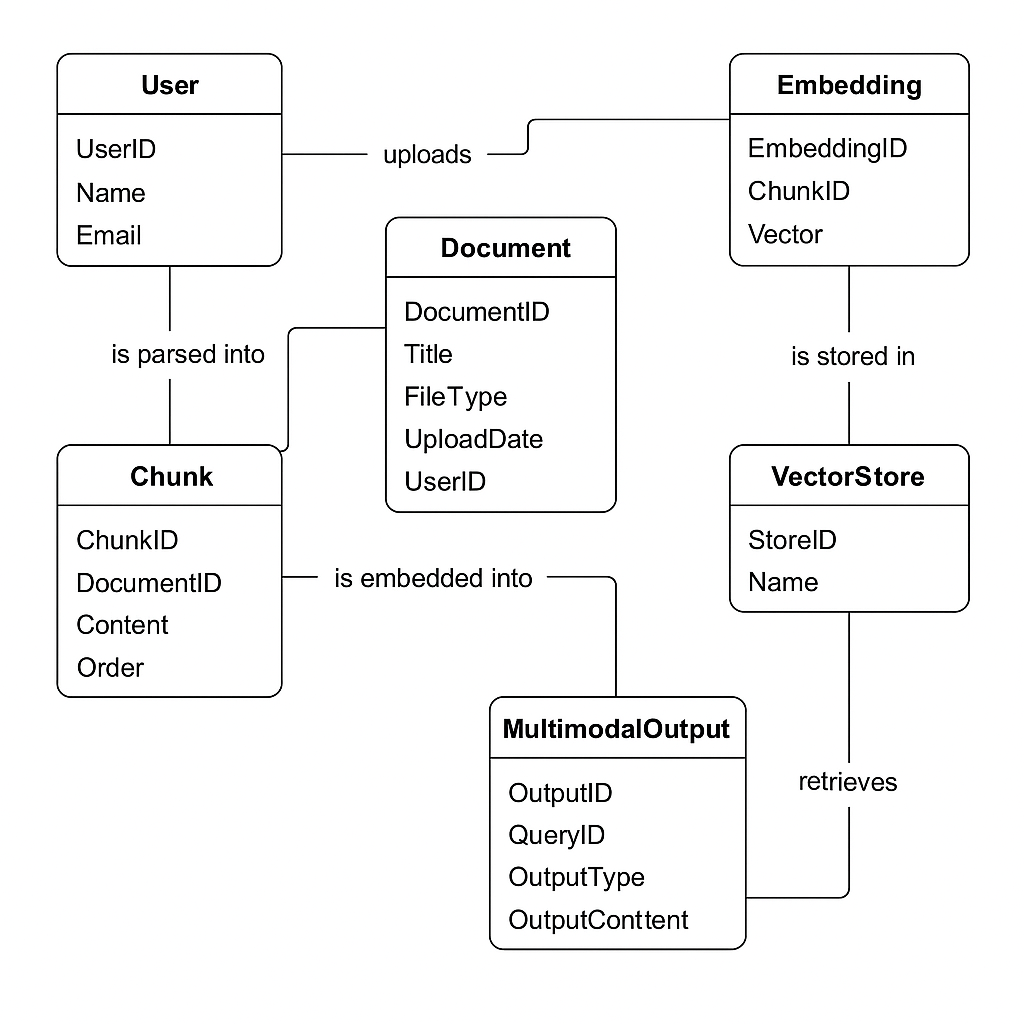 User
UserID
Name
Email
uploads
Embedding
EmbeddingID
ChunkID
Vector
Document
DocumentID
Title
FileType
UploadDate
UserID
is parsed into
is stored in
Chunk
ChunkID
DocumentID
Content
Order
VectorStore
StoreID
Name
is embedded into
MultimodalOutput
OutputID
QueryID
OutputType
OutputConttent
retrieves